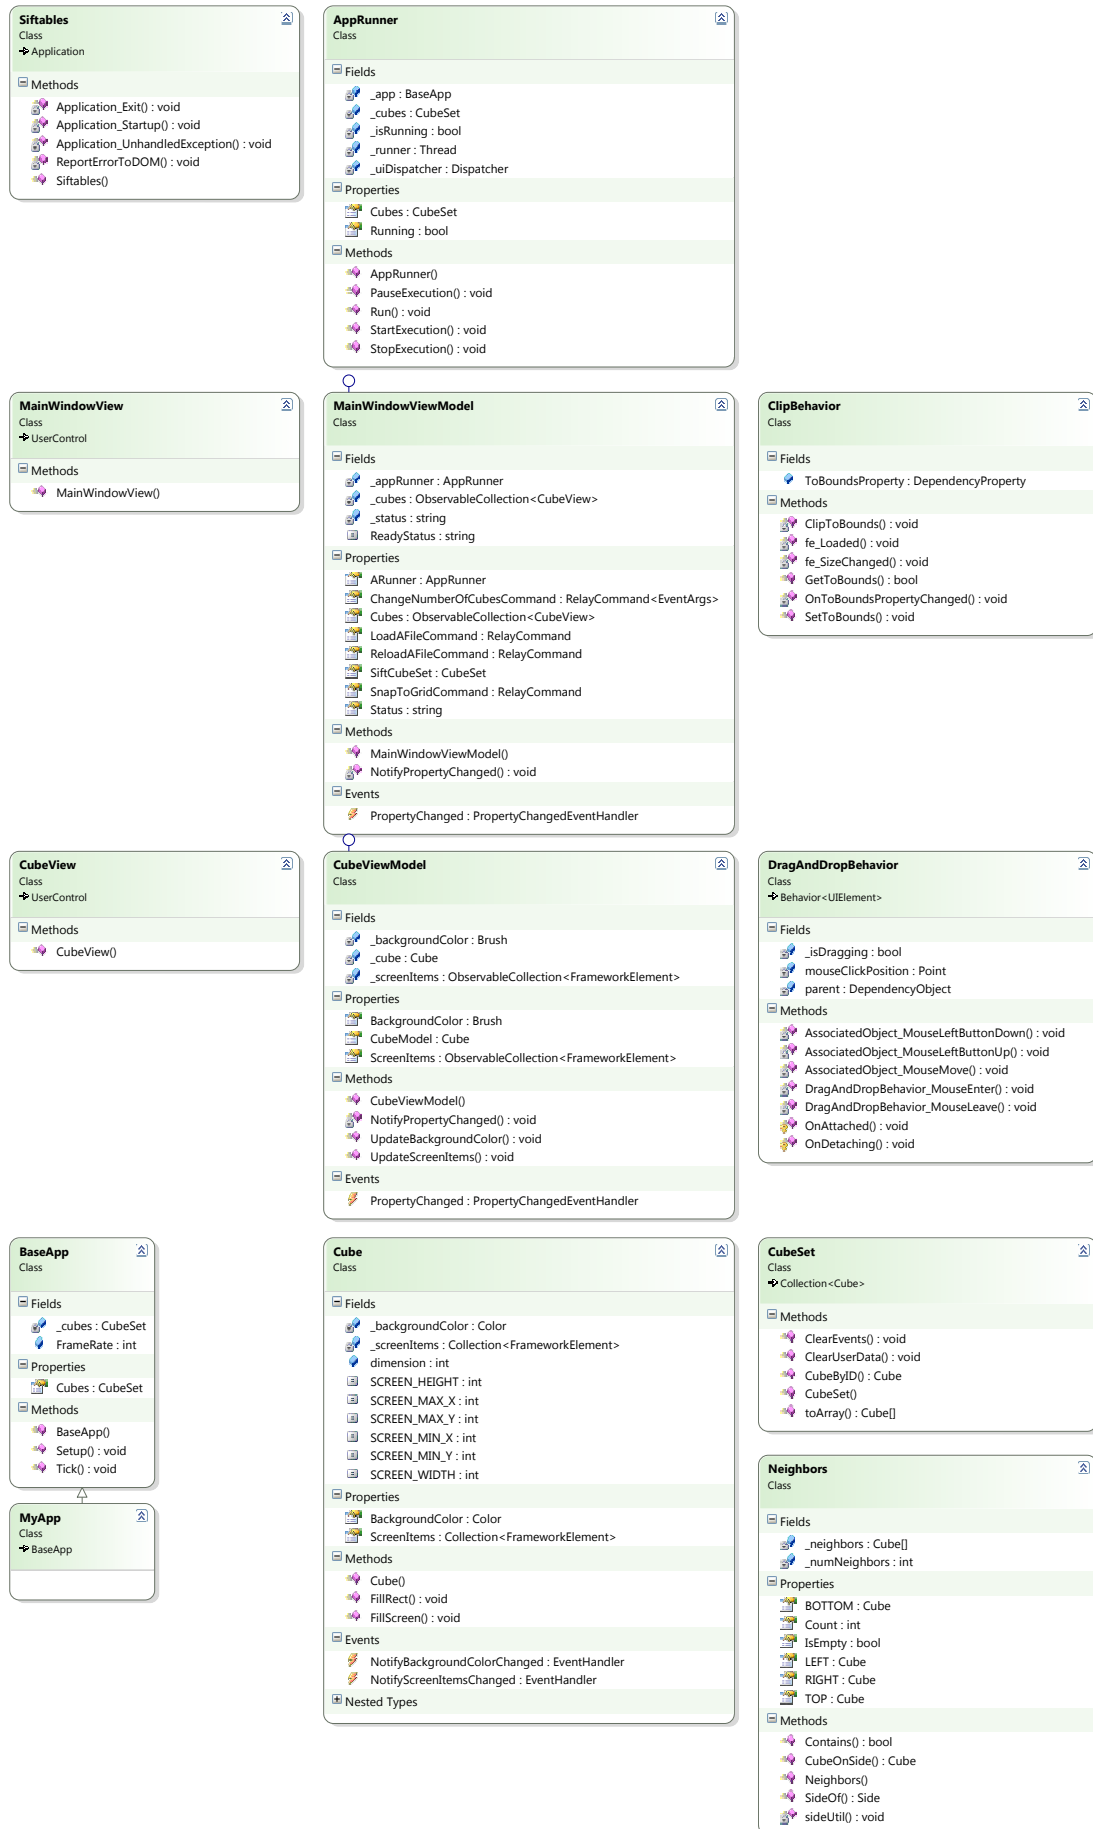 Siftables
Class
Application
Methods
Application_Exit() : void
Application_Startup() : void
Application_UnhandledException() : void
ReportErrorToDOM() : void
Siftables()
AppRunner
Class
Fields
_app : BaseApp
_cubes : CubeSet
_isRunning : bool
_runner : Thread
_uiDispatcher : Dispatcher
Properties
Cubes : CubeSet
Running : bool
Methods
AppRunner()
PauseExecution() : void
Run() : void
StartExecution() : void
StopExecution() : void
MainWindowView
Class
UserControl
Methods
MainWindowView()
MainWindowViewModel
Class
Fields
_appRunner : AppRunner
_cubes : ObservableCollection<CubeView>
_status : string
ReadyStatus : string
Properties
ARunner : AppRunner
ChangeNumberOfCubesCommand : RelayCommand<EventArgs>
Cubes : ObservableCollection<CubeView>
LoadAFileCommand : RelayCommand
ReloadAFileCommand : RelayCommand
SiftCubeSet : CubeSet
SnapToGridCommand : RelayCommand
Status : string
Methods
MainWindowViewModel()
NotifyPropertyChanged() : void
Events
PropertyChanged : PropertyChangedEventHandler
ClipBehavior
Class
Fields
ToBoundsProperty : DependencyProperty
Methods
ClipToBounds() : void
fe_Loaded() : void
fe_SizeChanged() : void
GetToBounds() : bool
OnToBoundsPropertyChanged() : void
SetToBounds() : void
CubeView
Class
UserControl
Methods
CubeView()
CubeViewModel
Class
Fields
_backgroundColor : Brush
_cube : Cube
_screenItems : ObservableCollection<FrameworkElement>
Properties
BackgroundColor : Brush
CubeModel : Cube
ScreenItems : ObservableCollection<FrameworkElement>
Methods
CubeViewModel()
NotifyPropertyChanged() : void
UpdateBackgroundColor() : void
UpdateScreenItems() : void
Events
PropertyChanged : PropertyChangedEventHandler
DragAndDropBehavior
Class
Behavior<UIElement>
Fields
_isDragging : bool
mouseClickPosition : Point
parent : DependencyObject
Methods
AssociatedObject_MouseLeftButtonDown() : void
AssociatedObject_MouseLeftButtonUp() : void
AssociatedObject_MouseMove() : void
DragAndDropBehavior_MouseEnter() : void
DragAndDropBehavior_MouseLeave() : void
OnAttached() : void
OnDetaching() : void
BaseApp
Class
Fields
_cubes : CubeSet
FrameRate : int
Properties
Cubes : CubeSet
Methods
BaseApp()
Setup() : void
Tick() : void
MyApp
Class
BaseApp
Cube
Class
Fields
_backgroundColor : Color
_screenItems : Collection<FrameworkElement>
dimension : int
SCREEN_HEIGHT : int
SCREEN_MAX_X : int
SCREEN_MAX_Y : int
SCREEN_MIN_X : int
SCREEN_MIN_Y : int
SCREEN_WIDTH : int
Properties
BackgroundColor : Color
ScreenItems : Collection<FrameworkElement>
Methods
Cube()
FillRect() : void
FillScreen() : void
Events
NotifyBackgroundColorChanged : EventHandler
NotifyScreenItemsChanged : EventHandler
Nested Types
CubeSet
Class
Collection<Cube>
Methods
ClearEvents() : void
ClearUserData() : void
CubeByID() : Cube
CubeSet()
toArray() : Cube[]
Neighbors
Class
Fields
_neighbors : Cube[]
_numNeighbors : int
Properties
BOTTOM : Cube
Count : int
IsEmpty : bool
LEFT : Cube
RIGHT : Cube
TOP : Cube
Methods
Contains() : bool
CubeOnSide() : Cube
Neighbors()
SideOf() : Side
sideUtil() : void